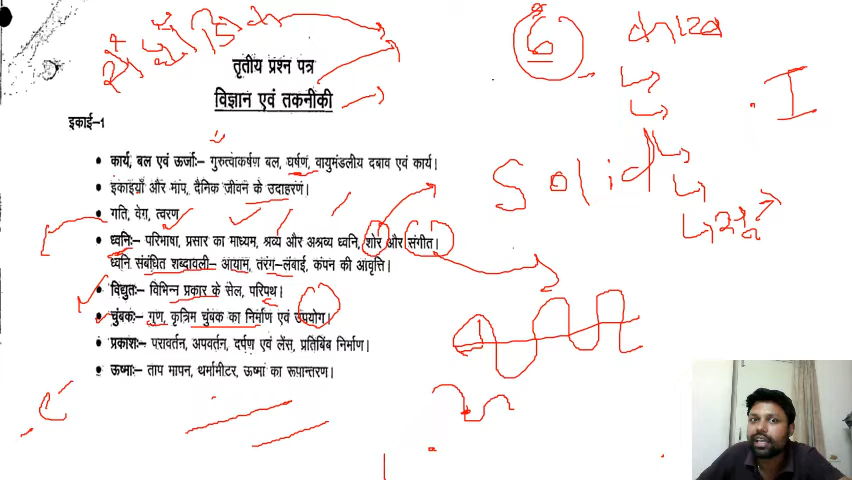 6
I
तृतीय प्रश्न पत्र
विज्ञान एवं तकनीकी
इकाई–1
• कार्य, बल एवं ऊर्जाः– गुरुत्वाकर्षण बल, घर्षण, वायुमंडलीय दबाव एवं कार्य।
• इकाइयाँ और माप, दैनिक जीवन के उदाहरण।
Solid
• गति, वेग, त्वरण
• ध्वनिः– परिभाषा, प्रसार का माध्यम, श्रव्य और अश्रव्य ध्वनि, शोर और संगीत।
ध्वनि संबंधित शब्दावली– आयाम, तरंग–लंबाई, कंपन की आवृत्ति।
• विद्युतः– विभिन्न प्रकार के सेल, परिपथ।
• चुंबकः– गुण, कृत्रिम चुंबक का निर्माण एवं उपयोग।
• प्रकाशः– परावर्तन, अपवर्तन, दर्पण एवं लेंस, प्रतिबिंब निर्माण।
• ऊष्माः– ताप मापन, थर्मामीटर, ऊष्मा का रूपान्तरण।